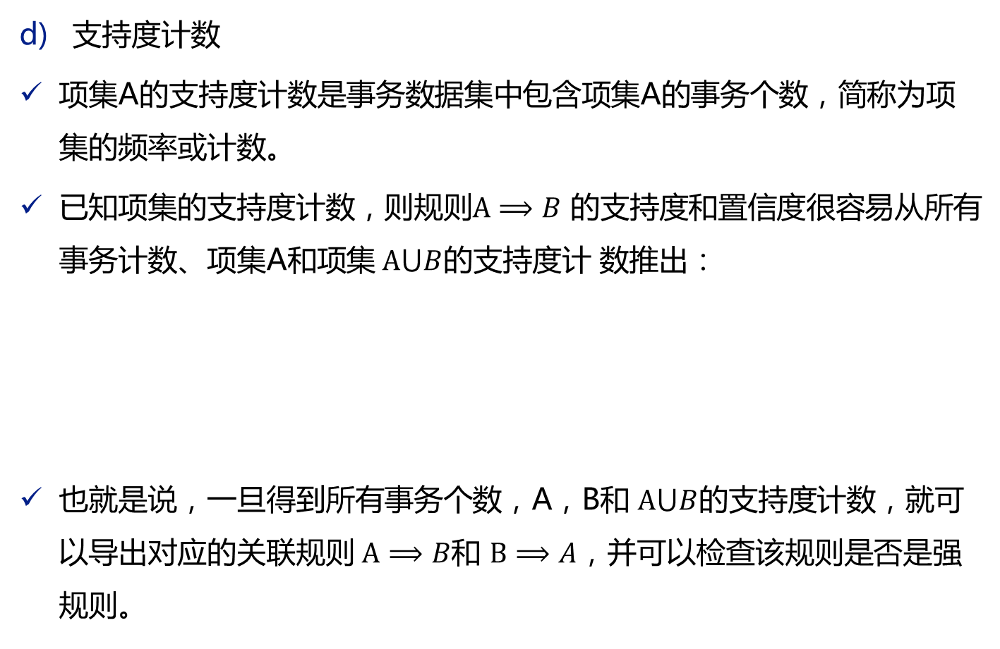 d) 支持度计数
✓ 项集A的支持度计数是事务数据集中包含项集A的事务个数，简称为项
集的频率或计数。
✓ 已知项集的支持度计数，则规则A ⟹ B 的支持度和置信度很容易从所有
事务计数、项集A和项集 A∪B的支持度计 数推出：
✓ 也就是说，一旦得到所有事务个数，A，B和 A∪B的支持度计数，就可
以导出对应的关联规则 A ⟹ B和 B ⟹ A，并可以检查该规则是否是强
规则。